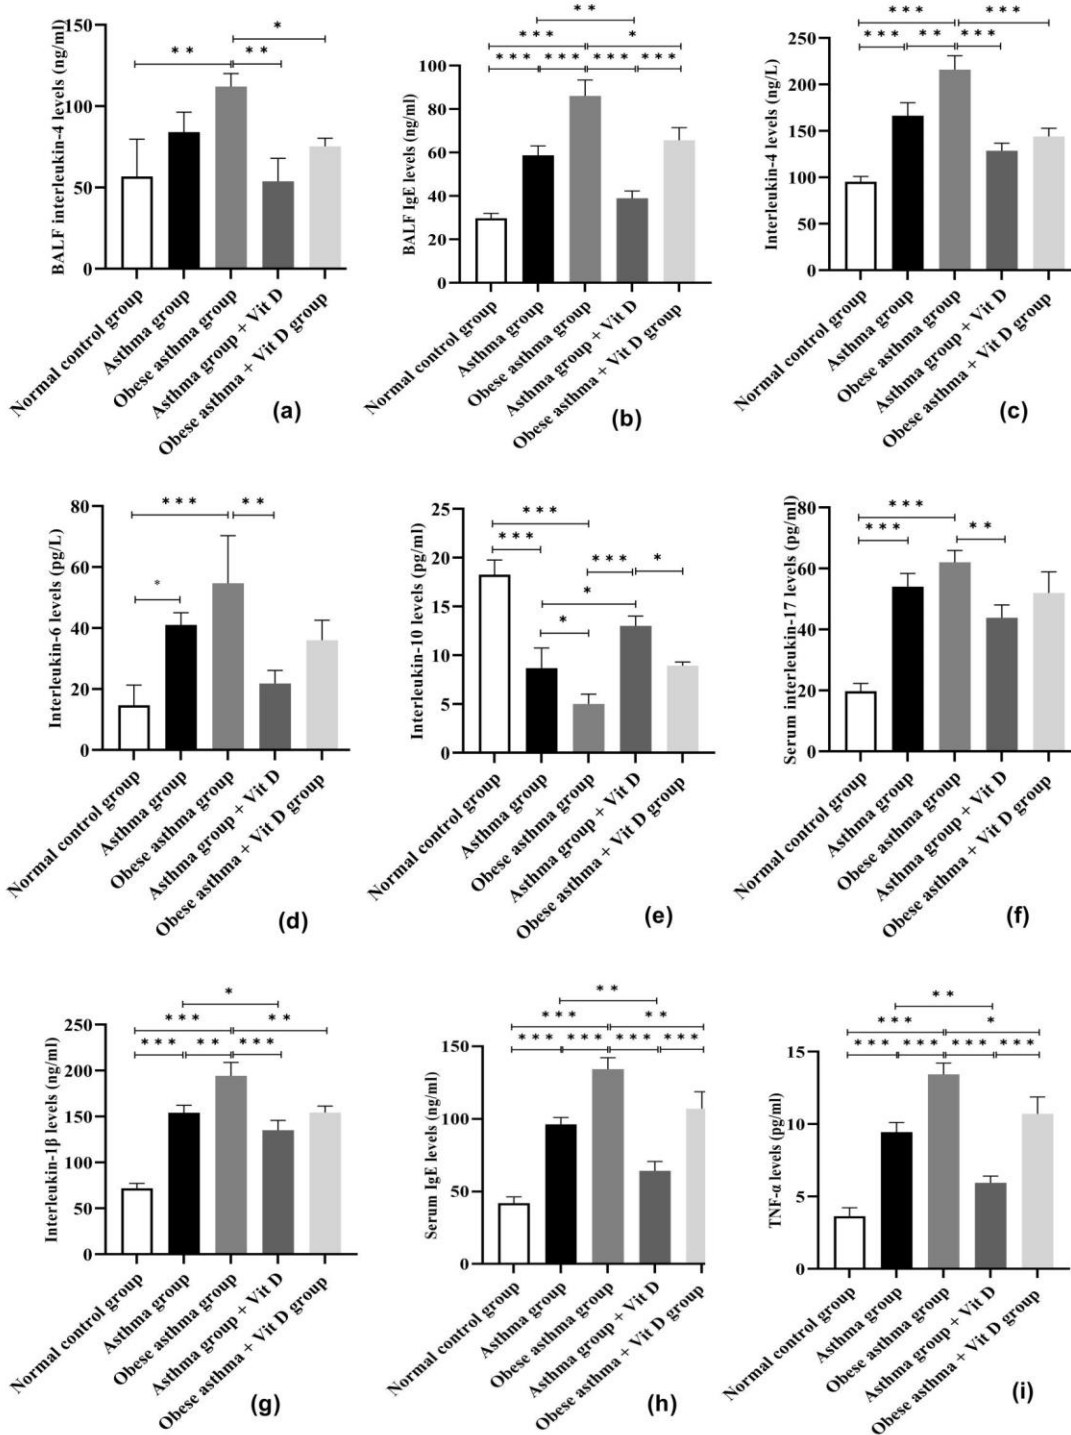 BALF interleukin-4 levels (ng/ml)
150
100
50
0
*
** **
Normal control group
Asthma group
Obese asthma group
Asthma group + Vit D
Obese asthma + Vit D group
(a)
BALF IgE levels (ng/ml)
100
80
60
40
20
0
**
*** *
*** *** *** ***
Normal control group
Asthma group
Obese asthma group
Asthma group + Vit D
Obese asthma + Vit D group
(b)
Interleukin-4 levels (ng/L)
250
200
150
100
50
0
*** ***
*** ** ***
Normal control group
Asthma group
Obese asthma group
Asthma group + Vit D
Obese asthma + Vit D group
(c)
Interleukin-6 levels (pg/L)
80
60
40
20
0
*** **
*
Normal control group
Asthma group
Obese asthma group
Asthma group + Vit D
Obese asthma + Vit D group
(d)
Interleukin-10 levels (pg/ml)
25
20
15
10
5
0
***
***
*** *
*
*
Normal control group
Asthma group
Obese asthma group
Asthma group + Vit D
Obese asthma + Vit D group
(e)
Serum interleukin-17 levels (pg/ml)
80
60
40
20
0
***
*** **
Normal control group
Asthma group
Obese asthma group
Asthma group + Vit D
Obese asthma + Vit D group
(f)
Interleukin-1β levels (ng/ml)
250
200
150
100
50
0
*
*** **
*** ** ***
Normal control group
Asthma group
Obese asthma group
Asthma group + Vit D
Obese asthma + Vit D group
(g)
Serum IgE levels (ng/ml)
150
100
50
0
**
*** **
*** *** *** ***
Normal control group
Asthma group
Obese asthma group
Asthma group + Vit D
Obese asthma + Vit D group
(h)
TNF-α levels (pg/ml)
15
10
5
0
**
*** *
*** *** *** ***
Normal control group
Asthma group
Obese asthma group
Asthma group + Vit D
Obese asthma + Vit D group
(i)